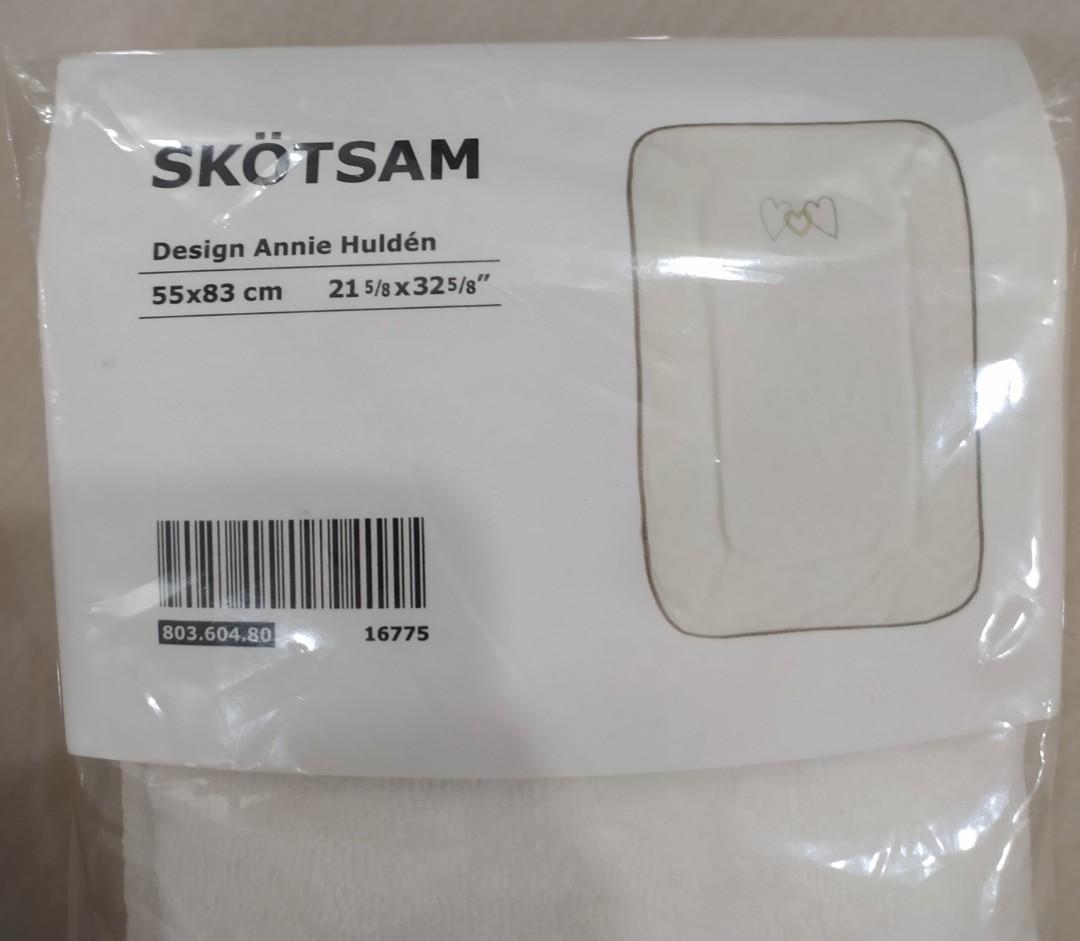 SKÖTSAM
Design Annie Huldén
55x83 cm 21 5/8 x 32 5/8″
803.604.80 16775